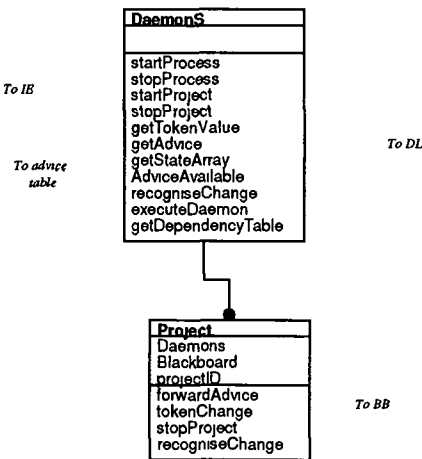 DaemonS
startProcess
stopProcess
startProject
stopProject
getTokenValue
getAdvice
getStateArray
AdviceAvailable
recogniseChange
executeDaemon
getDependencyTable
To IE
To advice
table
To DL
Project
Daemons
Blackboard
projectID
forwardAdvice
tokenChange
stopProject
recogniseChange
To BB